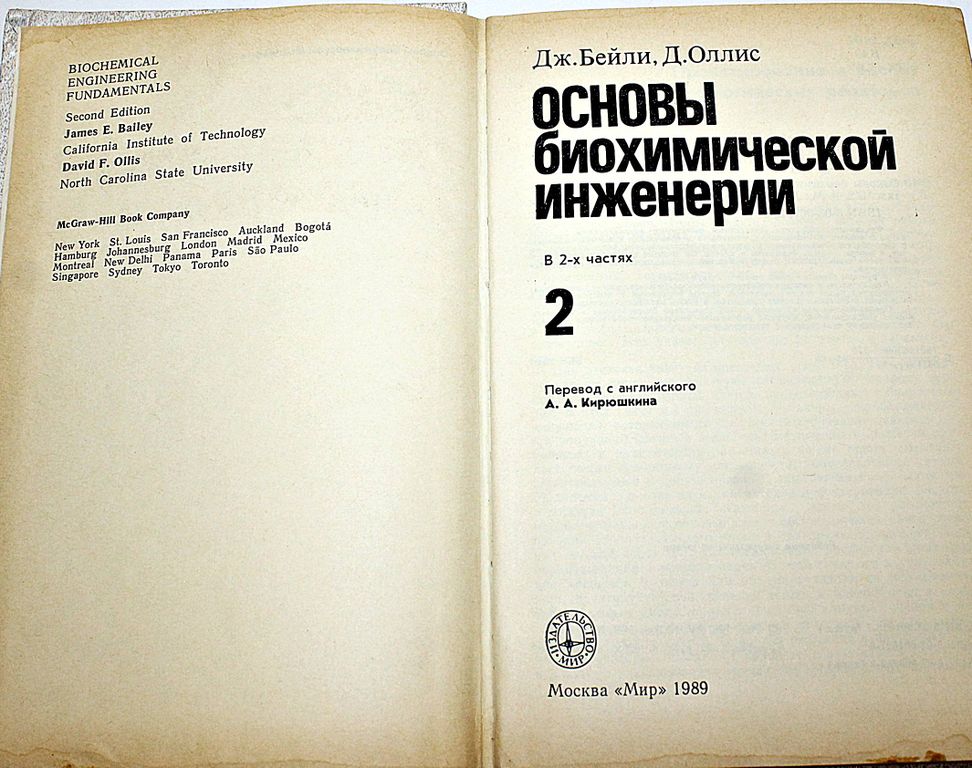 BIOCHEMICAL
ENGINEERING
FUNDAMENTALS
Second Edition
James E. Bailey
California Institute of Technology
David F. Ollis
North Carolina State University
McGraw-Hill Book Company
New York St. Louis San Francisco Auckland Bogotá
Hamburg Johannesburg London Madrid Mexico
Montreal New Delhi Panama Paris São Paulo
Singapore Sydney Tokyo Toronto
Дж.Бейли, Д.Оллис
ОСНОВЫ
биохимической
инженерии
В 2-х частях
2
Перевод с английского
А. А. Кирюшкина
ИЗДАТЕЛЬСТВО
МИР
Москва «Мир» 1989